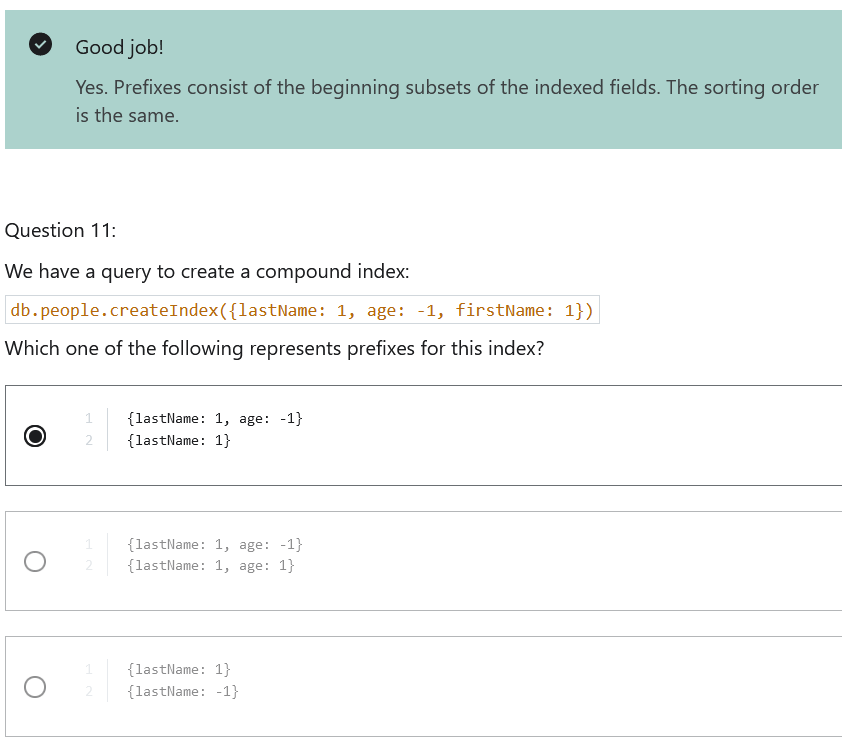 Good job!
Yes. Prefixes consist of the beginning subsets of the indexed fields. The sorting order
is the same.
Question 11:
We have a query to create a compound index:
db.people.createIndex({lastName: 1, age: -1, firstName: 1})
Which one of the following represents prefixes for this index?
1 {lastName: 1, age: -1}
2 {lastName: 1}
1 {lastName: 1, age: -1}
2 {lastName: 1, age: 1}
1 {lastName: 1}
2 {lastName: -1}